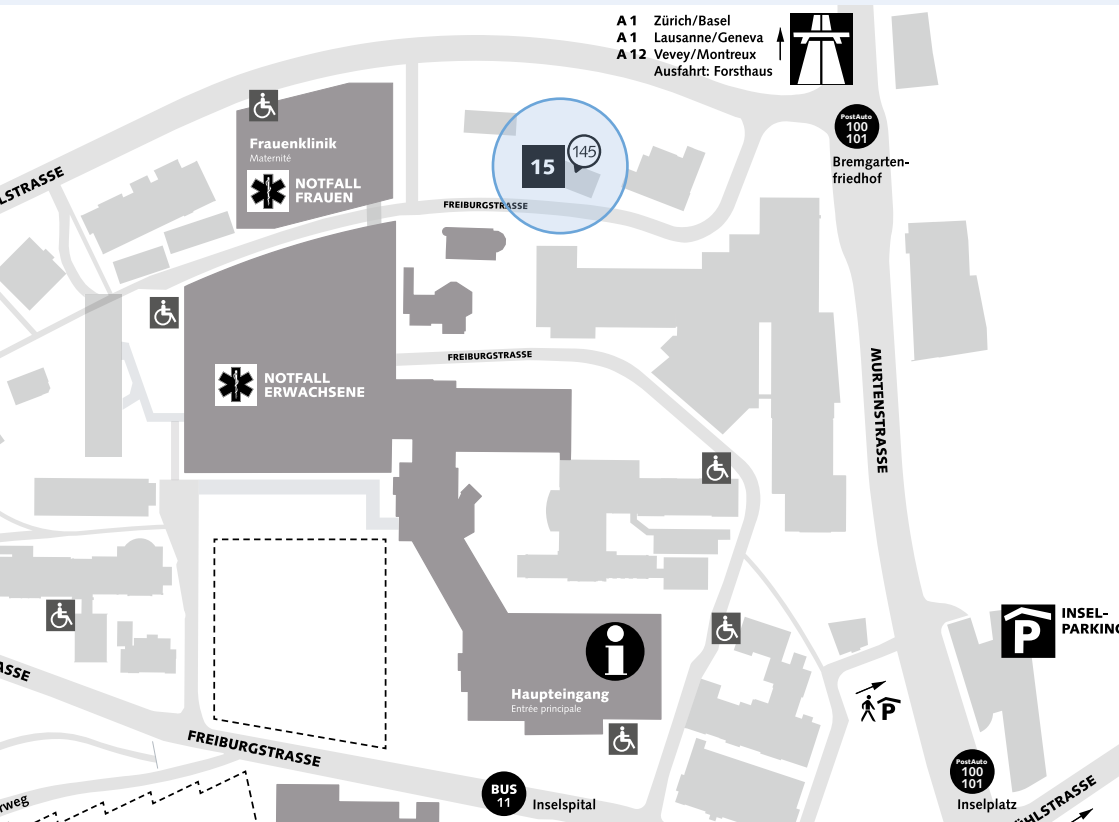 A 1 Zürich/Basel
A 1 Lausanne/Geneva
A 12 Vevey/Montreux
Ausfahrt: Forsthaus
PostAuto
100
101
Bremgarten-
friedhof
Frauenklinik
Maternité
NOTFALL
FRAUEN
15
145
LSTRASSE
FREIBURGSTRASSE
FREIBURGSTRASSE
NOTFALL
ERWACHSENE
MURTENSTRASSE
INSEL-
PARKING
P
i
Haupteingang
Entrée principale
P
ASSE
FREIBURGSTRASSE
BUS
11
Inselspital
PostAuto
100
101
Inselplatz
ÜHLSTRASSE
rweg